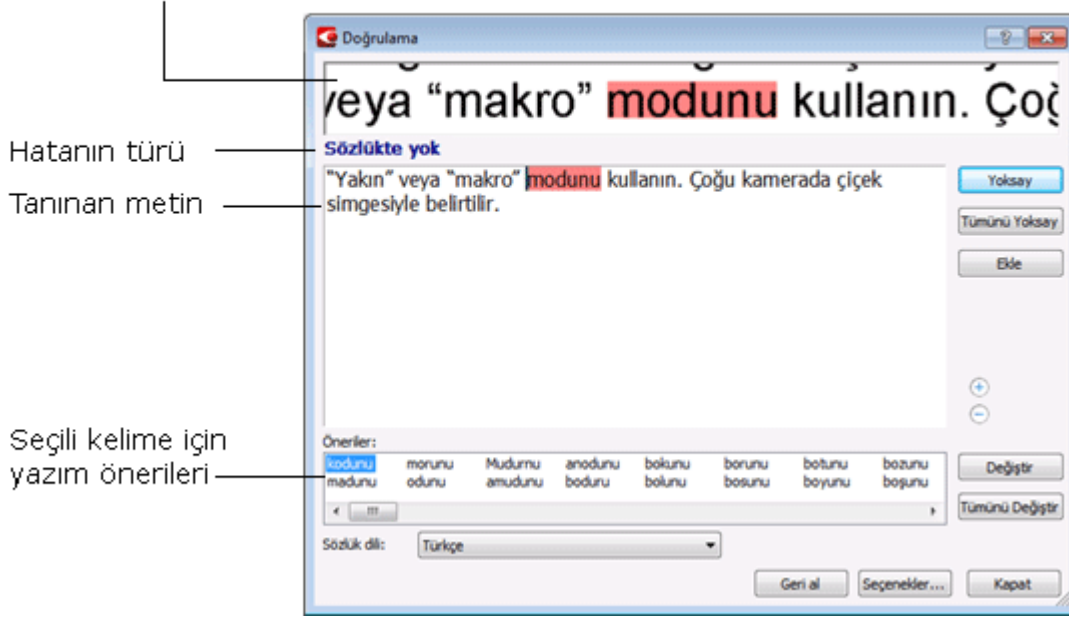 Doğrulama
veya “makro” modunu kullanın. Çoğ
Hatanın türü
Sözlükte yok
Tanınan metin
“Yakın” veya “makro” modunu kullanın. Çoğu kamerada çiçek
simgesiyle belirtilir.
Yoksay
Tümünü Yoksay
Ekle
Seçili kelime için
yazım önerileri
Öneriler:
kodunu morunu Mudurnu anodunu bokunu borunu botunu bozunu
madunu odunu amudunu boduru bolunu bosunu boyunu boşunu
Değiştir
Tümünü Değiştir
Sözlük dili: Türkçe
Geri al Seçenekler... Kapat